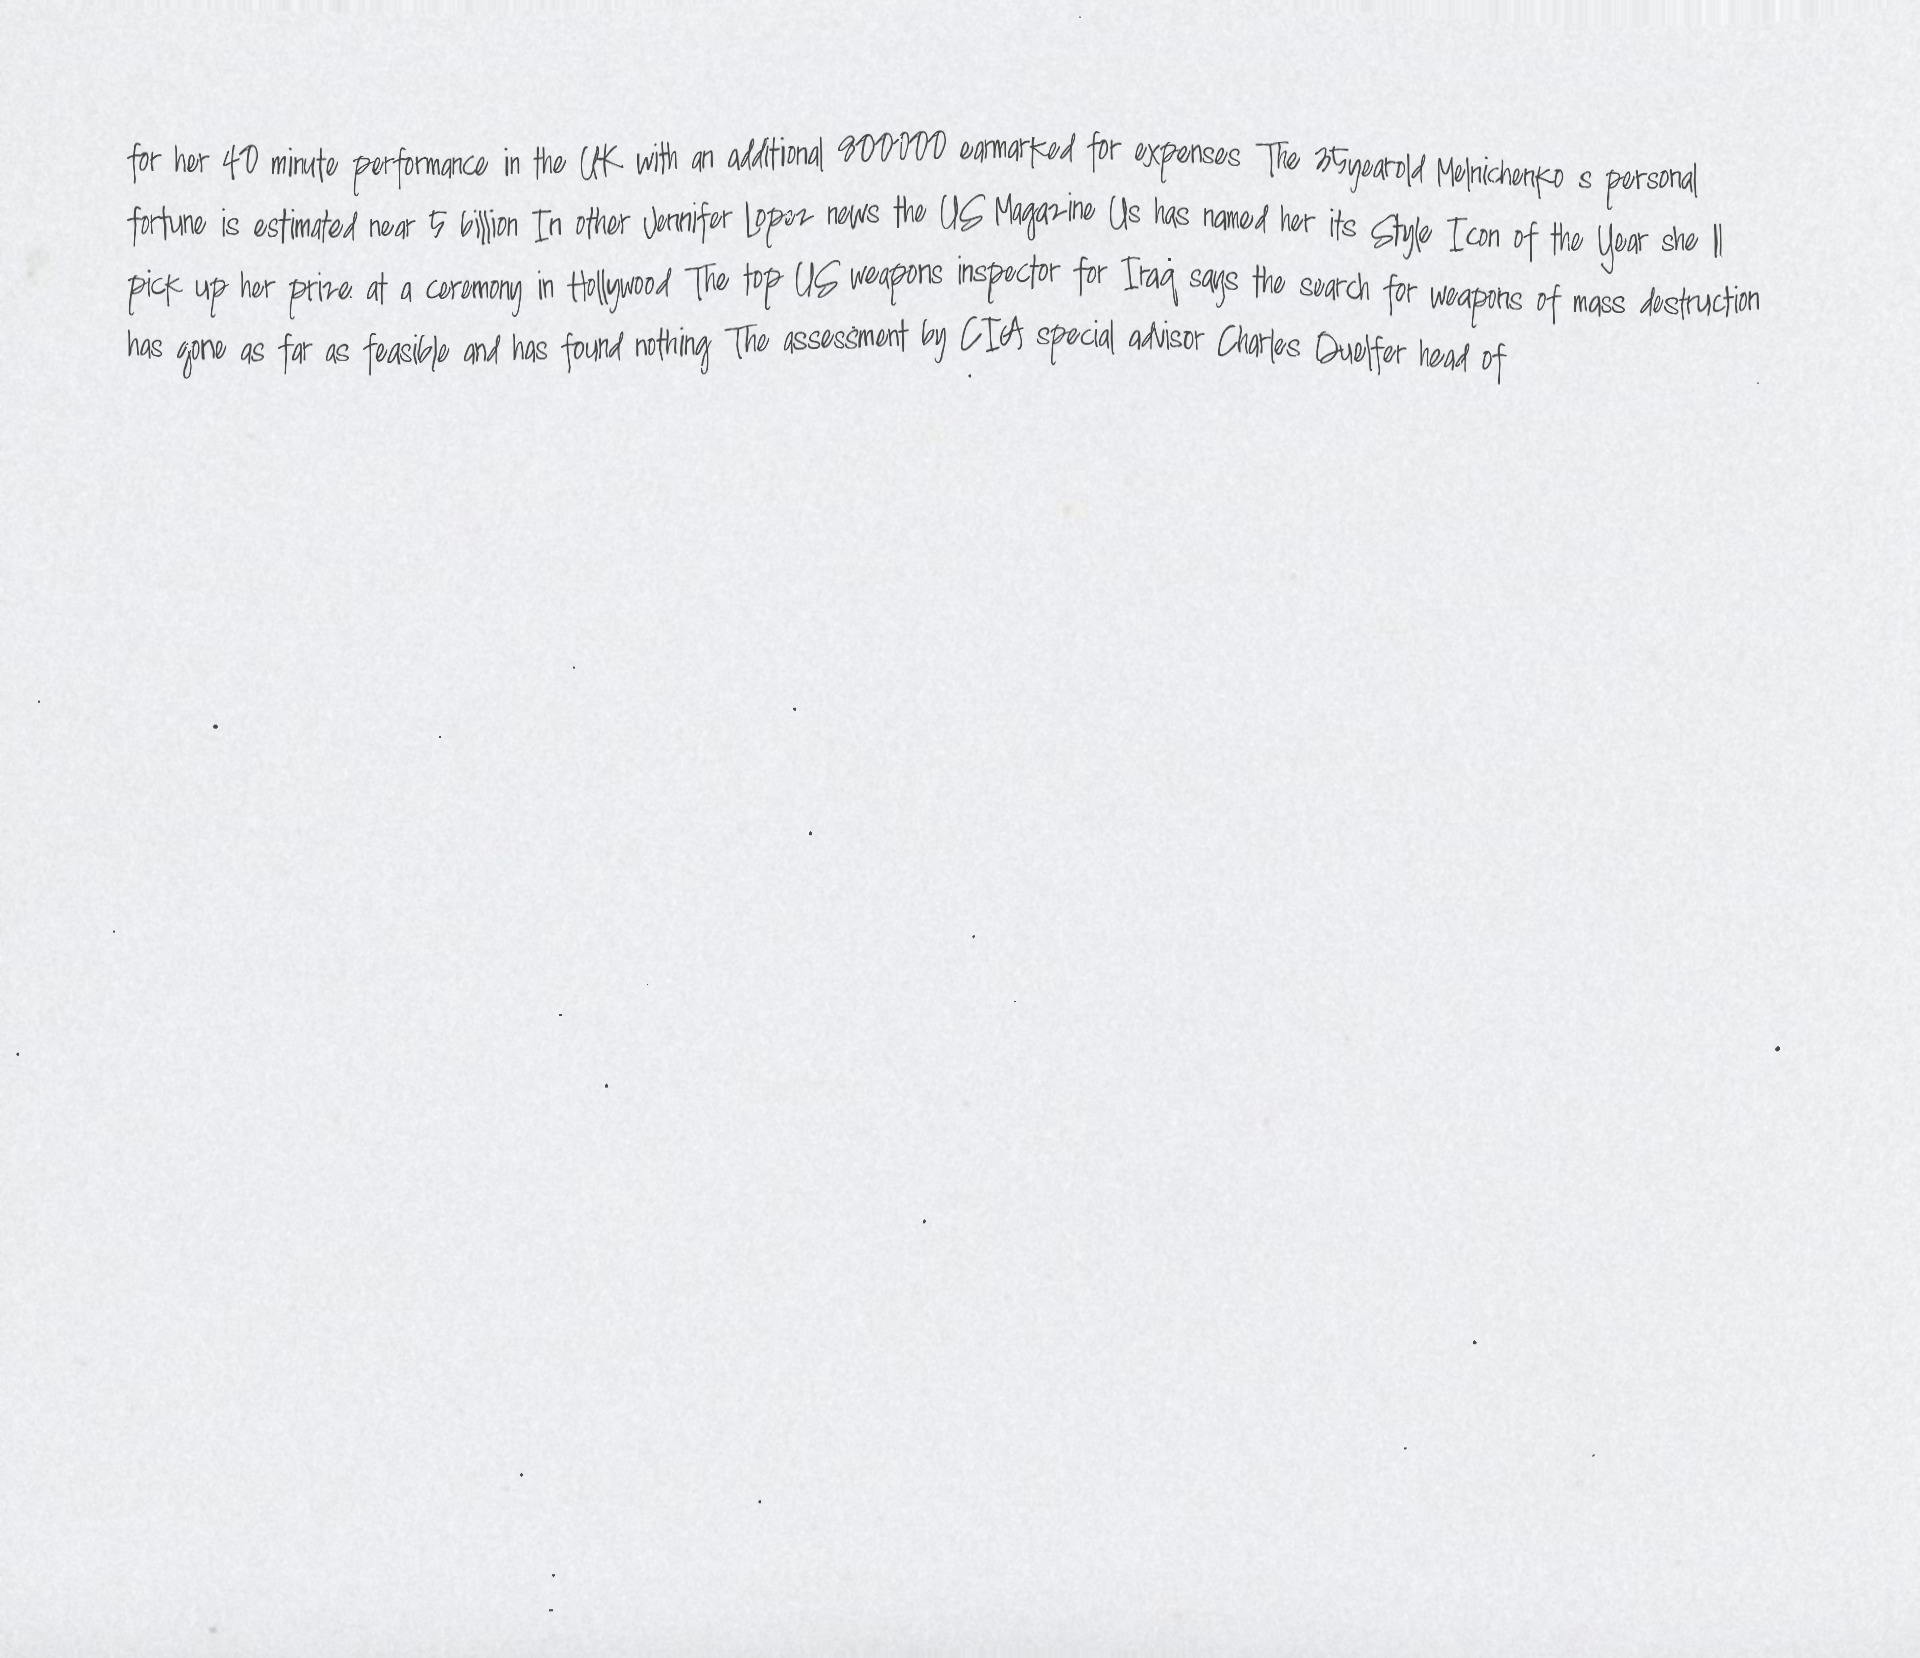 for her 40 minute performance in the UK with an additional 800000 earmarked for expenses The 35yearold Melnichenko s personal
fortune is estimated near 5 billion In other Jennifer Lopez news the US Magazine Us has named her its Style Icon of the Year she ll
pick up her prize at a ceremony in Hollywood The top US weapons inspector for Iraq says the search for weapons of mass destruction
has gone as far as feasible and has found nothing The assessment by CIA special advisor Charles Duelfer head of